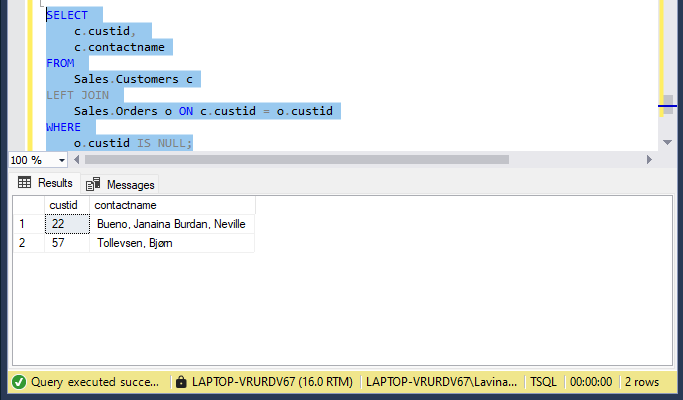 SELECT
c.custid,
c.contactname
FROM
Sales.Customers c
LEFT JOIN
Sales.Orders o ON c.custid = o.custid
WHERE
o.custid IS NULL;
100 %
Results Messages
custid contactname
1 22 Bueno, Janaina Burdan, Neville
2 57 Tollevsen, Bjørn
Query executed succe... LAPTOP-VRURDV67 (16.0 RTM) LAPTOP-VRURDV67\Lavina... TSQL 00:00:00 2 rows